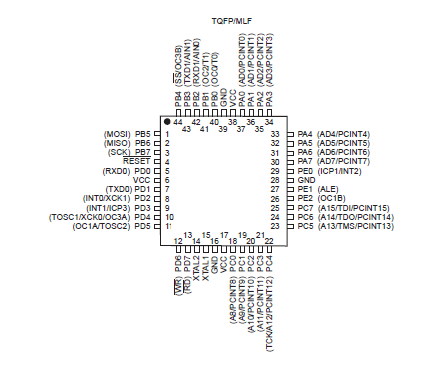 TQFP/MLF
PB4 (SS/OC3B)
PB3 (TXD1/AIN1)
PB2 (RXD1/AIN0)
PB1 (OC2/T1)
PB0 (OC0/T0)
GND
VCC
PA0 (AD0/PCINT0)
PA1 (AD1/PCINT1)
PA2 (AD2/PCINT2)
PA3 (AD3/PCINT3)
44 43 42 41 40 39 38 37 36 35 34
(MOSI) PB5 1
(MISO) PB6 2
(SCK) PB7 3
RESET 4
(RXD0) PD0 5
VCC 6
(TXD0) PD1 7
(INT0/XCK1) PD2 8
(INT1/ICP3) PD3 9
(TOSC1/XCK0/OC3A) PD4 10
(OC1A/TOSC2) PD5 11
33 PA4 (AD4/PCINT4)
32 PA5 (AD5/PCINT5)
31 PA6 (AD6/PCINT6)
30 PA7 (AD7/PCINT7)
29 PE0 (ICP1/INT2)
28 GND
27 PE1 (ALE)
26 PE2 (OC1B)
25 PC7 (A15/TDI/PCINT15)
24 PC6 (A14/TDO/PCINT14)
23 PC5 (A13/TMS/PCINT13)
12 13 14 15 16 17 18 19 20 21 22
(WR) PD6
(RD) PD7
XTAL2
XTAL1
GND
VCC
(A8/PCINT8) PC0
(A9/PCINT9) PC1
(A10/PCINT10) PC2
(A11/PCINT11) PC3
(TCK/A12/PCINT12) PC4